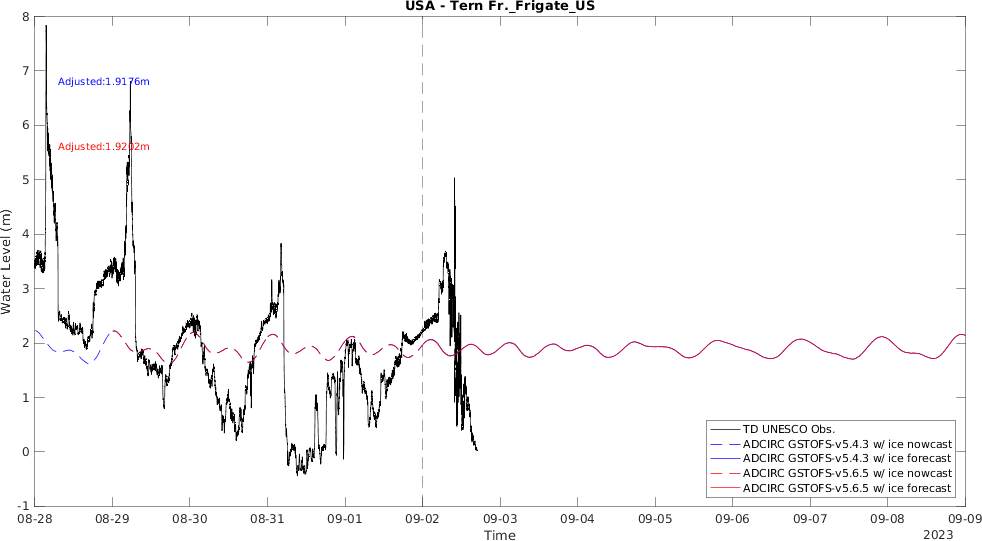 USA - Tern Fr._Frigate_US
8
7
6
5
4
3
2
1
0
-1
Water Level (m)
Adjusted:1.9176m
Adjusted:1.9202m
TD UNESCO Obs.
ADCIRC GSTOFS-v5.4.3 w/ ice nowcast
ADCIRC GSTOFS-v5.4.3 w/ ice forecast
ADCIRC GSTOFS-v5.6.5 w/ ice nowcast
ADCIRC GSTOFS-v5.6.5 w/ ice forecast
08-28 08-29 08-30 08-31 09-01 09-02 09-03 09-04 09-05 09-06 09-07 09-08 09-09
Time
2023